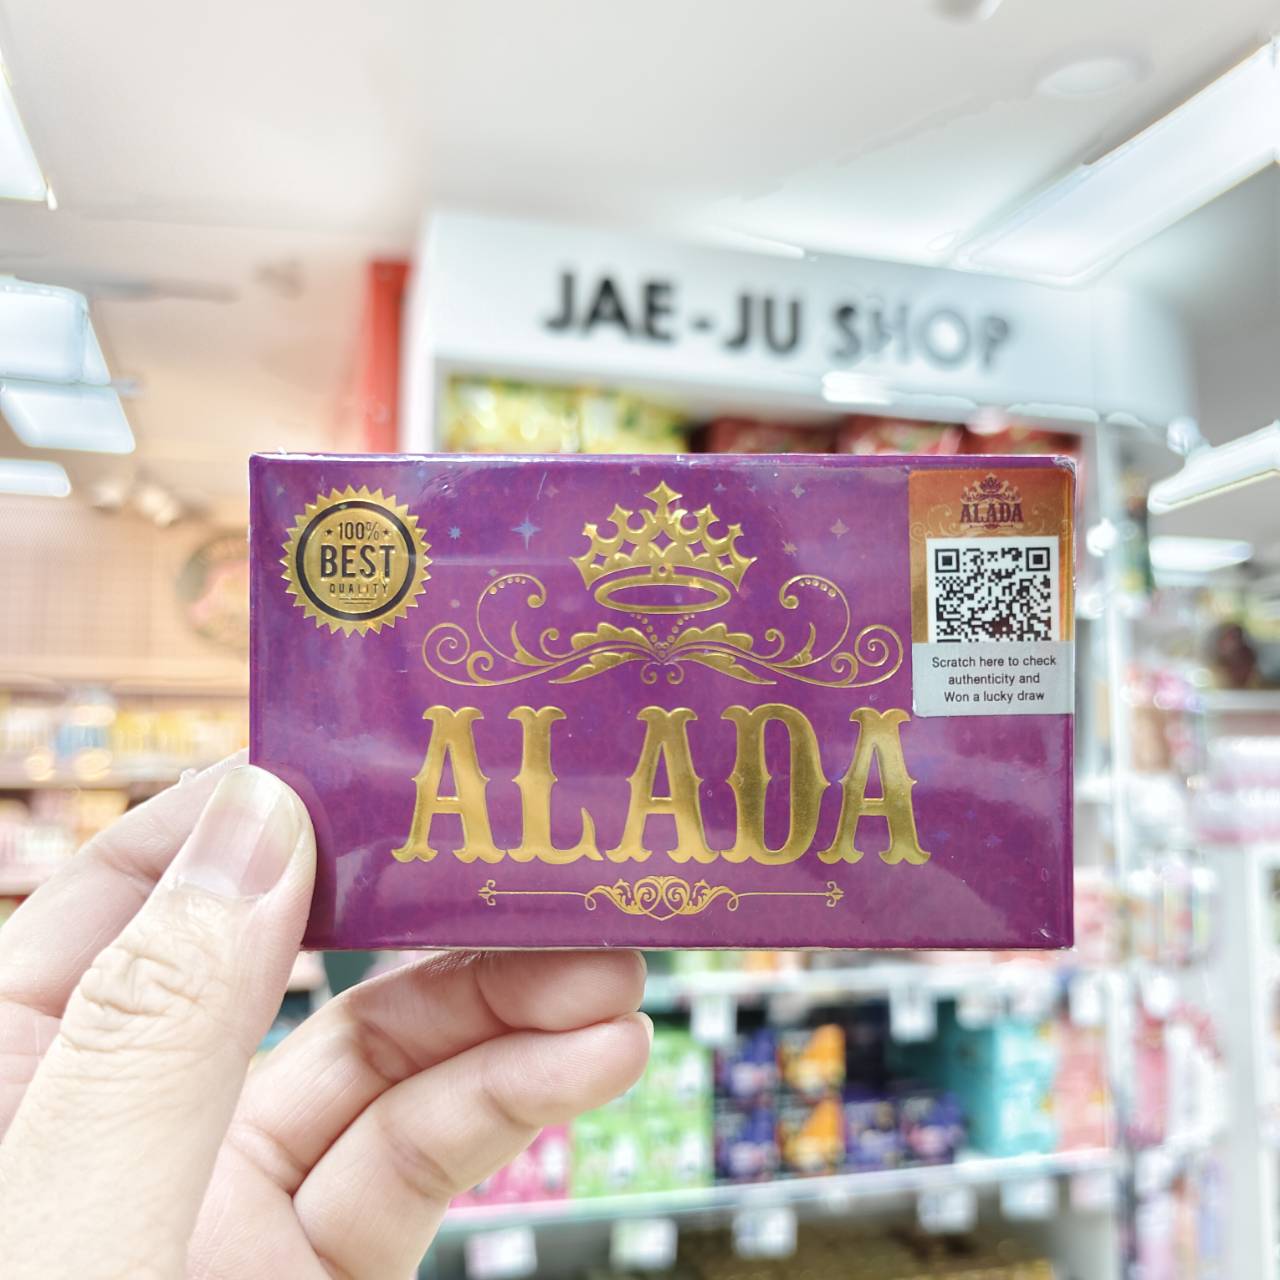 JAE-JU SHOP
100%
BEST
QUALITY
ALADA
Scratch here to check
authenticity and
Won a lucky draw
ALADA